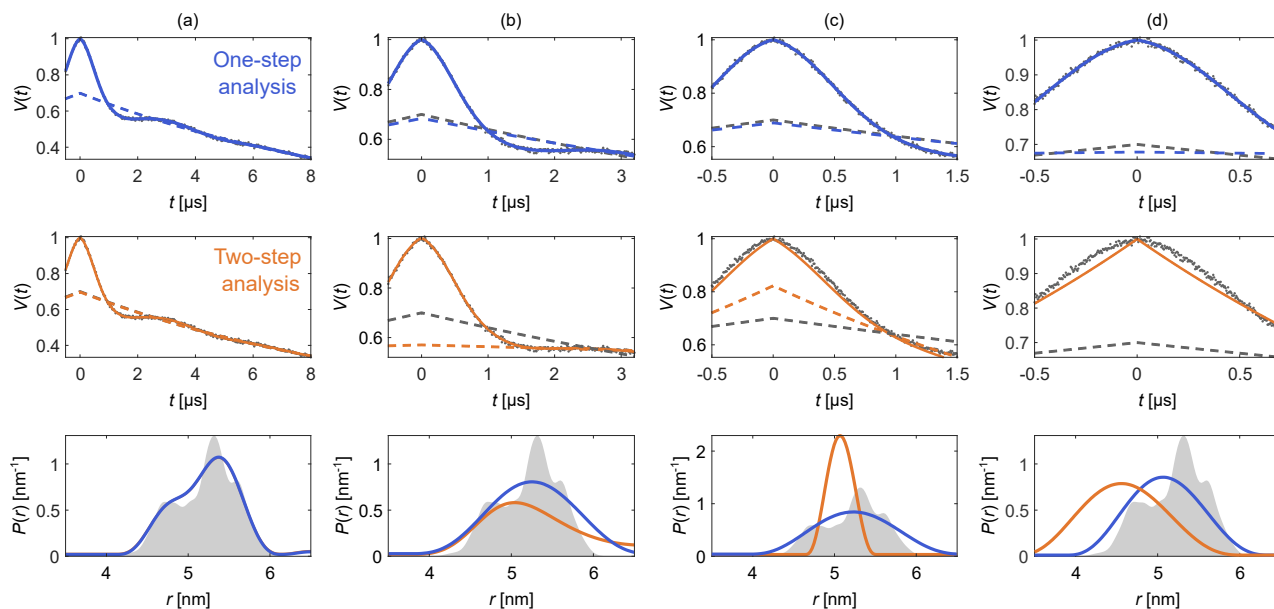 (a) (b) (c) (d)
One-step
analysis
V(t) 1 0.8 0.6 0.4
0 2 4 6 8
t [µs]
V(t) 1 0.8 0.6
0 1 2 3
t [µs]
V(t) 1 0.8 0.6
-0.5 0 0.5 1 1.5
t [µs]
V(t) 1 0.9 0.8 0.7
-0.5 0 0.5
t [µs]
Two-step
analysis
V(t) 1 0.8 0.6 0.4
0 2 4 6 8
t [µs]
V(t) 1 0.8 0.6
0 1 2 3
t [µs]
V(t) 1 0.8 0.6
-0.5 0 0.5 1 1.5
t [µs]
V(t) 1 0.9 0.8 0.7
-0.5 0 0.5
t [µs]
P(r) [nm⁻¹] 1 0.5 0
4 5 6
r [nm]
P(r) [nm⁻¹] 1 0.5 0
4 5 6
r [nm]
P(r) [nm⁻¹] 2 1 0
4 5 6
r [nm]
P(r) [nm⁻¹] 1 0.5 0
4 5 6
r [nm]